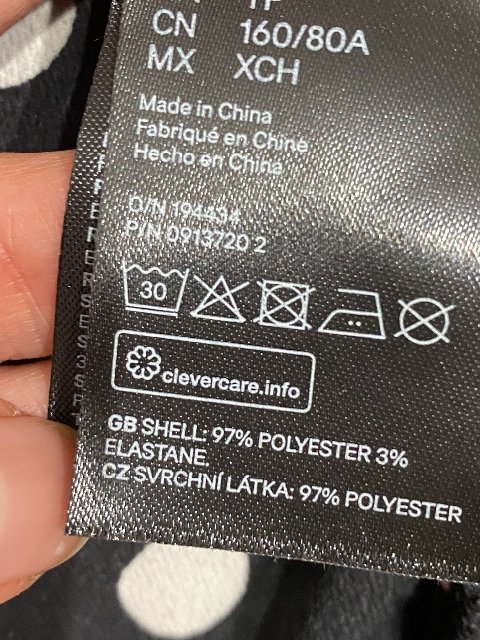 CN 160/80A
MX XCH
Made in China
Fabriqué en Chine
Hecho en China
O/N 194434
P/N 0913720 2
30
clevercare.info
GB SHELL: 97% POLYESTER 3%
ELASTANE.
CZ SVRCHNÍ LÁTKA: 97% POLYESTER